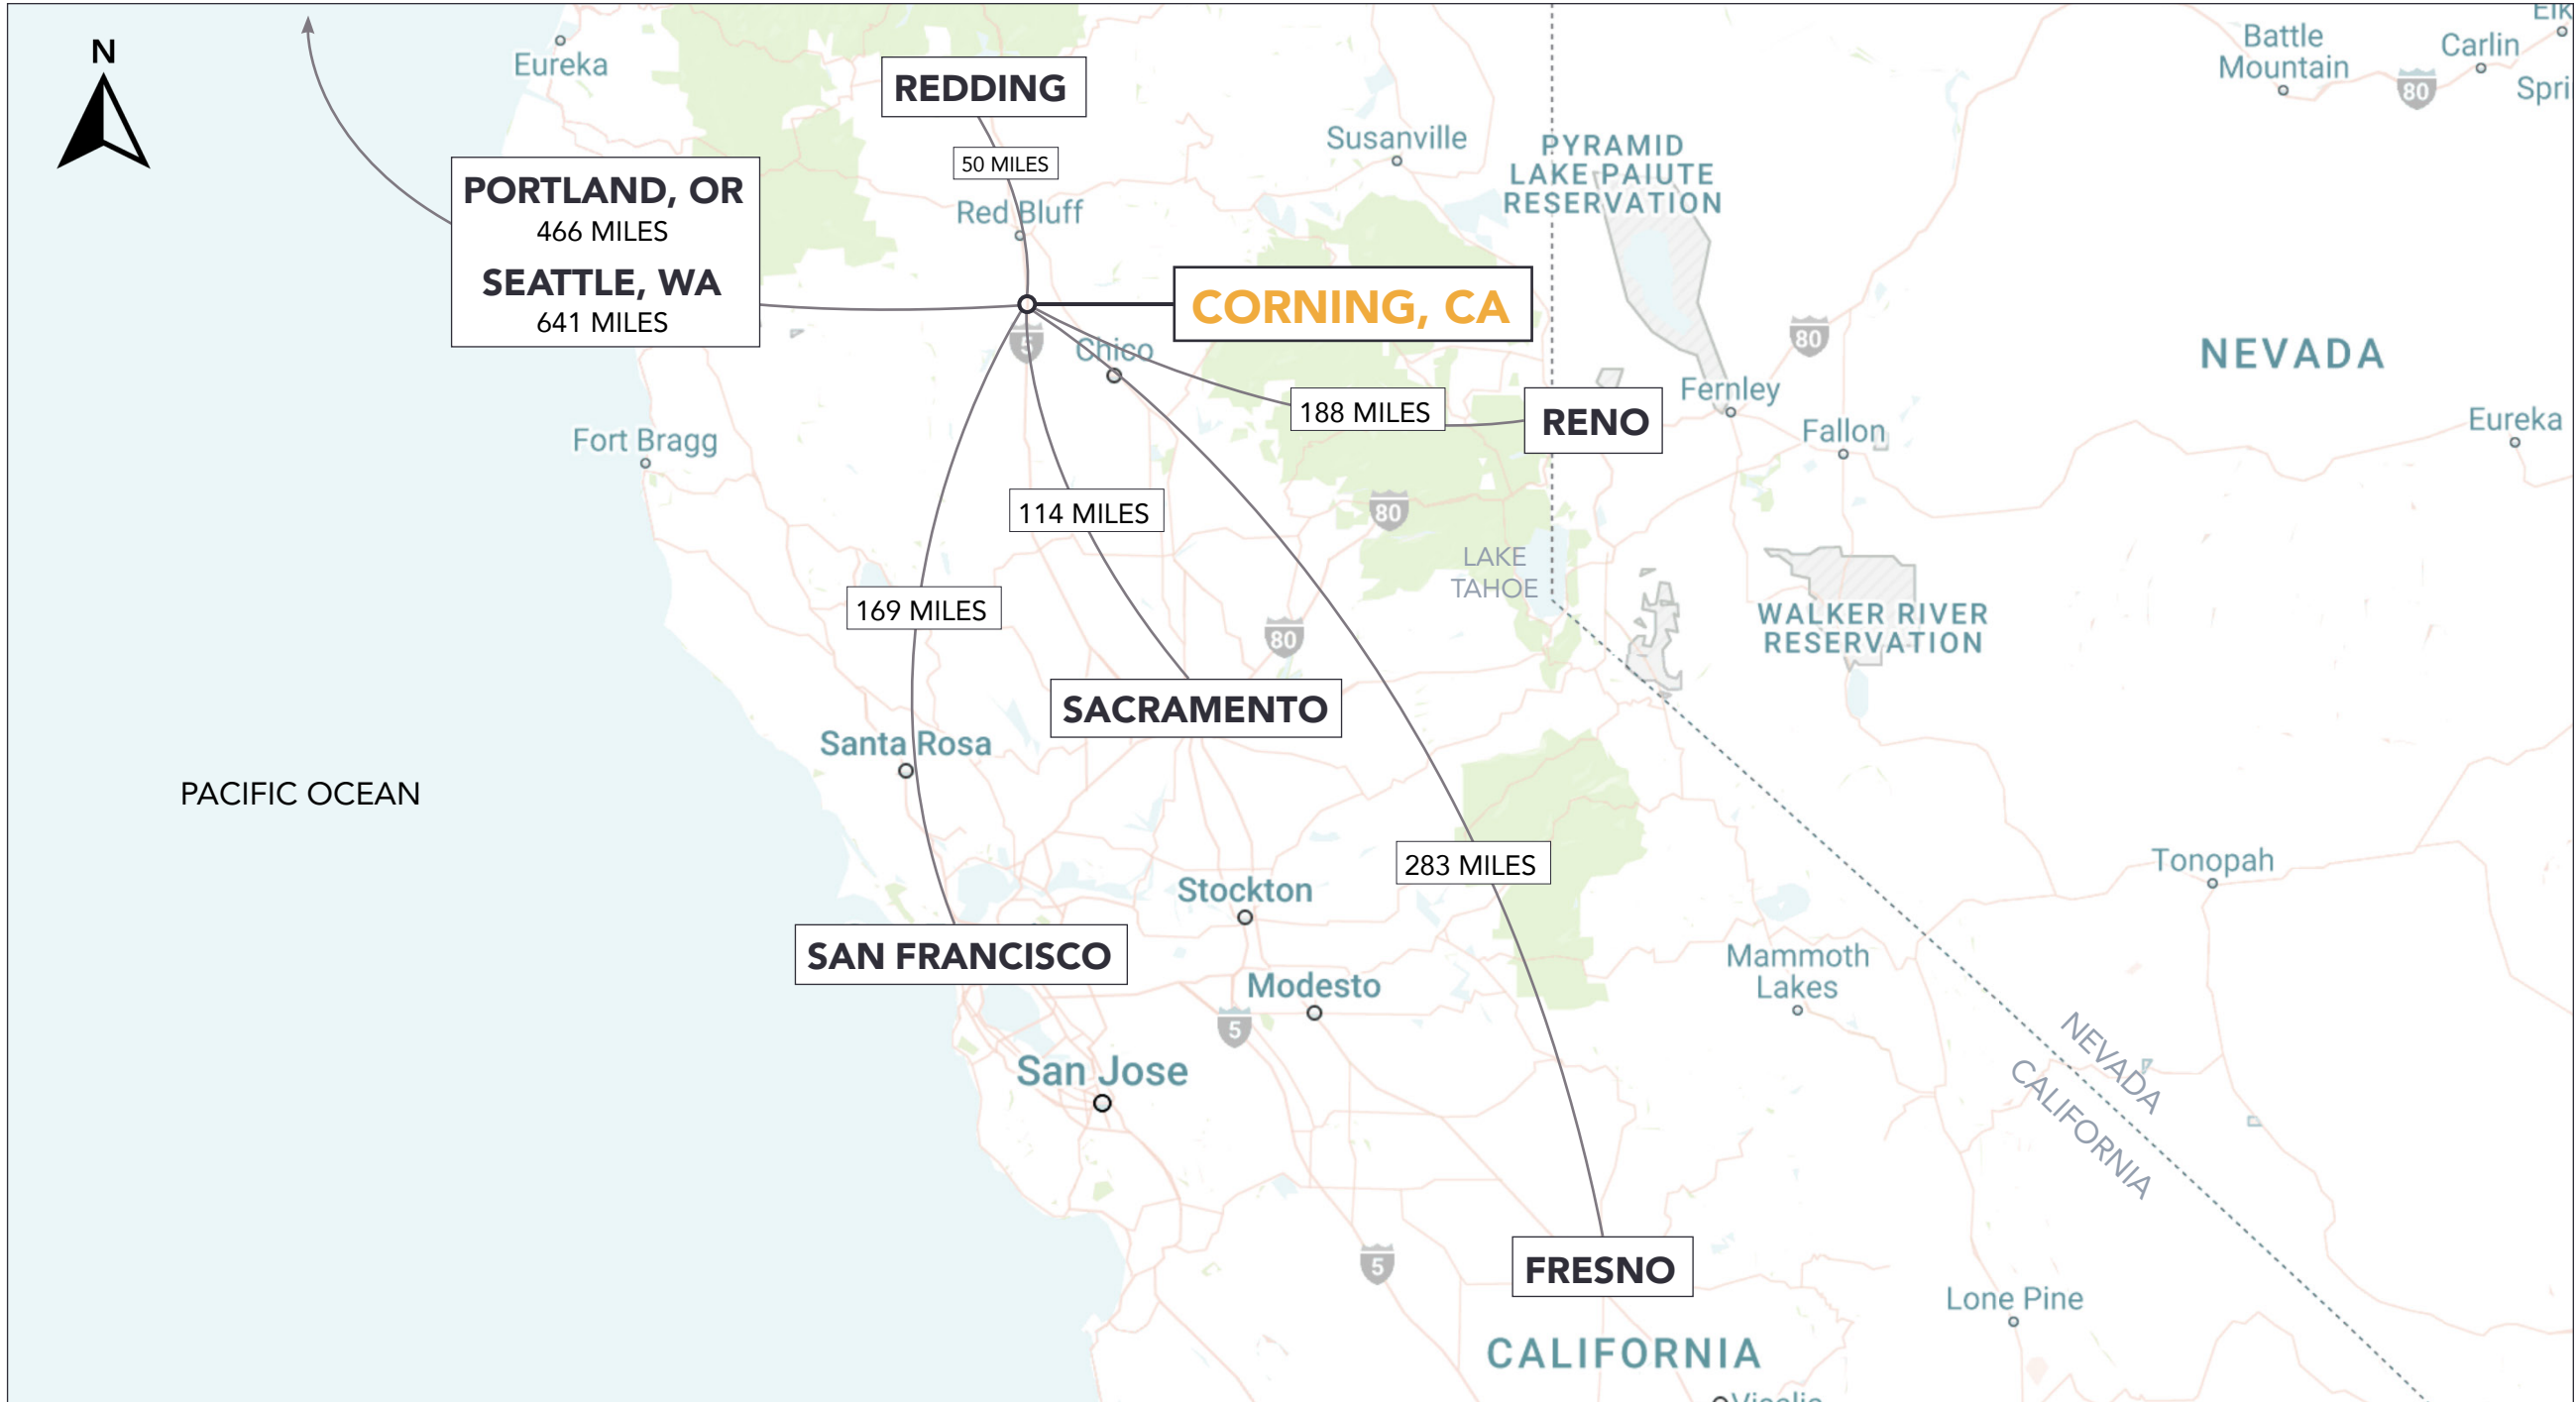 N
Eureka
REDDING
50 MILES
Red Bluff
PORTLAND, OR
466 MILES
SEATTLE, WA
641 MILES
CORNING, CA
Susanville
PYRAMID
LAKE PAIUTE
RESERVATION
Battle
Mountain
Carlin
80
5
Chico
188 MILES
RENO
Fernley
80
Fallon
NEVADA
Eureka
Fort Bragg
114 MILES
80
LAKE
TAHOE
169 MILES
80
WALKER RIVER
RESERVATION
SACRAMENTO
Santa Rosa
PACIFIC OCEAN
283 MILES
Stockton
Tonopah
SAN FRANCISCO
Modesto
Mammoth
Lakes
5
San Jose
NEVADA
CALIFORNIA
5
FRESNO
Lone Pine
CALIFORNIA